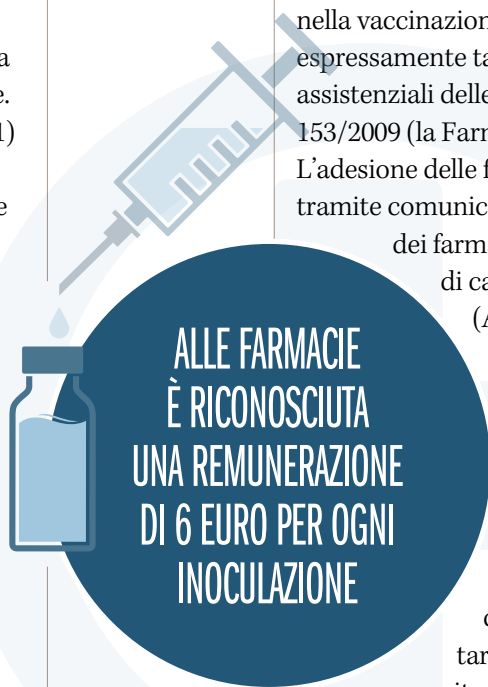 a
e.
1)
e
nella vaccinazion
espressamente ta
assistenziali delle
153/2009 (la Farm
L'adesione delle f
tramite comunic
dei farm
di ca
(A
ALLE FARMACIE
È RICONOSCIUTA
UNA REMUNERAZIONE
DI 6 EURO PER OGNI
INOCULAZIONE
tar